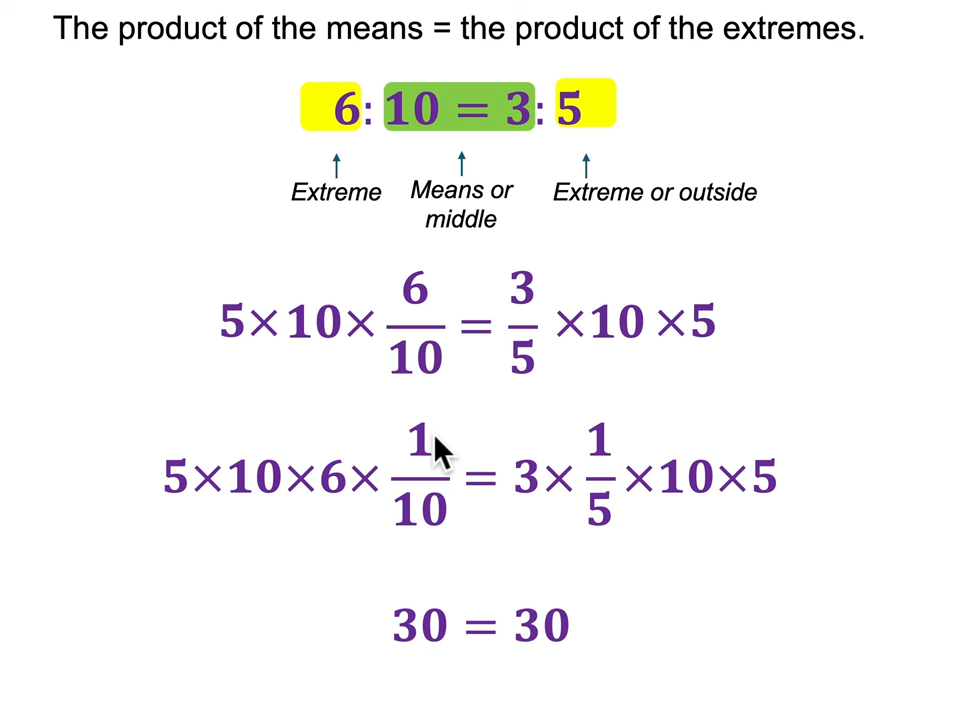 The product of the means = the product of the extremes.
6: 10 = 3: 5
Extreme Means or middle Extreme or outside
5×10× 6/10 = 3/5 ×10 ×5
5×10×6× 1/10 = 3× 1/5 ×10×5
30 = 30